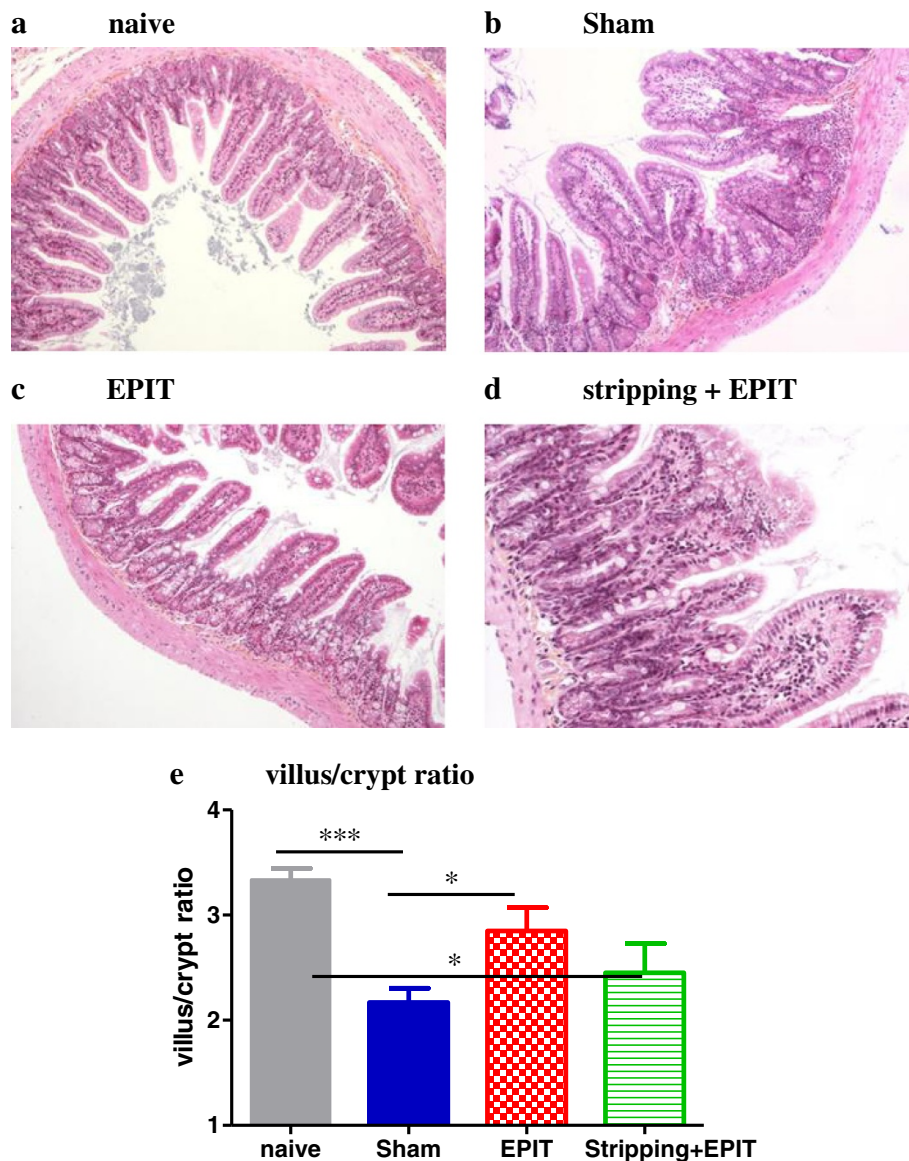 a naive
b Sham
c EPIT
d stripping + EPIT
e villus/crypt ratio
villus/crypt ratio
4
3
2
1
***
*
*
naive Sham EPIT Stripping+EPIT